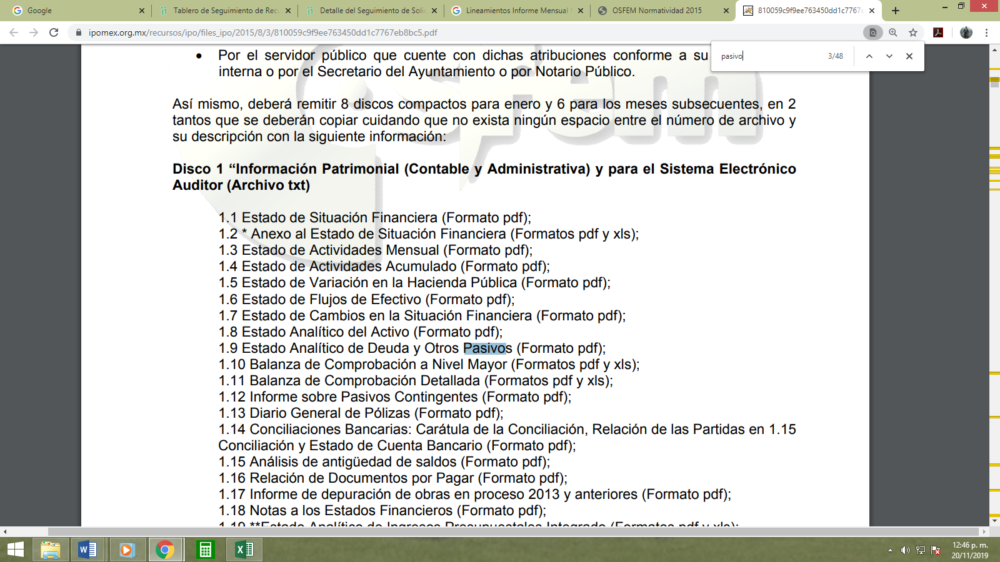 Google
Tablero de Seguimiento de Recu
Detalle del Seguimiento de Solic
Lineamientos Informe Mensual
OSFEM Normatividad 2015
810059c9f9ee763450dd1c7767e
ipomex.org.mx/recursos/ipo/files_ipo/2015/8/3/810059c9f9ee763450dd1c7767eb8bc5.pdf
pasivo
3/48
• Por el servidor público que cuente con dichas atribuciones conforme a su
interna o por el Secretario del Ayuntamiento o por Notario Público.
Así mismo, deberá remitir 8 discos compactos para enero y 6 para los meses subsecuentes, en 2
tantos que se deberán copiar cuidando que no exista ningún espacio entre el número de archivo y
su descripción con la siguiente información:
Disco 1 “Información Patrimonial (Contable y Administrativa) y para el Sistema Electrónico
Auditor (Archivo txt)
1.1 Estado de Situación Financiera (Formato pdf);
1.2 * Anexo al Estado de Situación Financiera (Formatos pdf y xls);
1.3 Estado de Actividades Mensual (Formato pdf);
1.4 Estado de Actividades Acumulado (Formato pdf);
1.5 Estado de Variación en la Hacienda Pública (Formato pdf);
1.6 Estado de Flujos de Efectivo (Formato pdf);
1.7 Estado de Cambios en la Situación Financiera (Formato pdf);
1.8 Estado Analítico del Activo (Formato pdf);
1.9 Estado Analítico de Deuda y Otros Pasivos (Formato pdf);
1.10 Balanza de Comprobación a Nivel Mayor (Formatos pdf y xls);
1.11 Balanza de Comprobación Detallada (Formatos pdf y xls);
1.12 Informe sobre Pasivos Contingentes (Formato pdf);
1.13 Diario General de Pólizas (Formato pdf);
1.14 Conciliaciones Bancarias: Carátula de la Conciliación, Relación de las Partidas en 1.15
Conciliación y Estado de Cuenta Bancario (Formato pdf);
1.15 Análisis de antigüedad de saldos (Formato pdf);
1.16 Relación de Documentos por Pagar (Formato pdf);
1.17 Informe de depuración de obras en proceso 2013 y anteriores (Formato pdf);
1.18 Notas a los Estados Financieros (Formato pdf);
1.19 **Estado Analítico de Ingresos Presupuestales Integrado (Formatos pdf y xls);
osfem
12:46 p. m.
20/11/2019